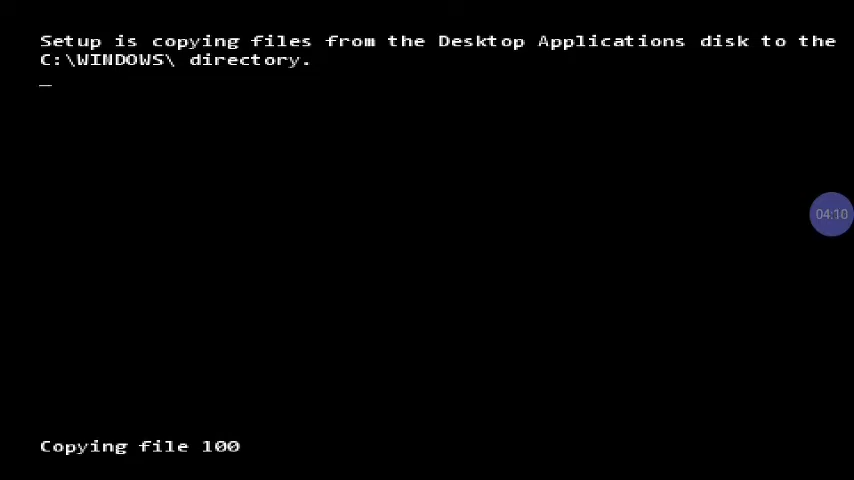 Setup is copying files from the Desktop Applications disk to the
C:\WINDOWS\ directory.
04:10
Copying file 100